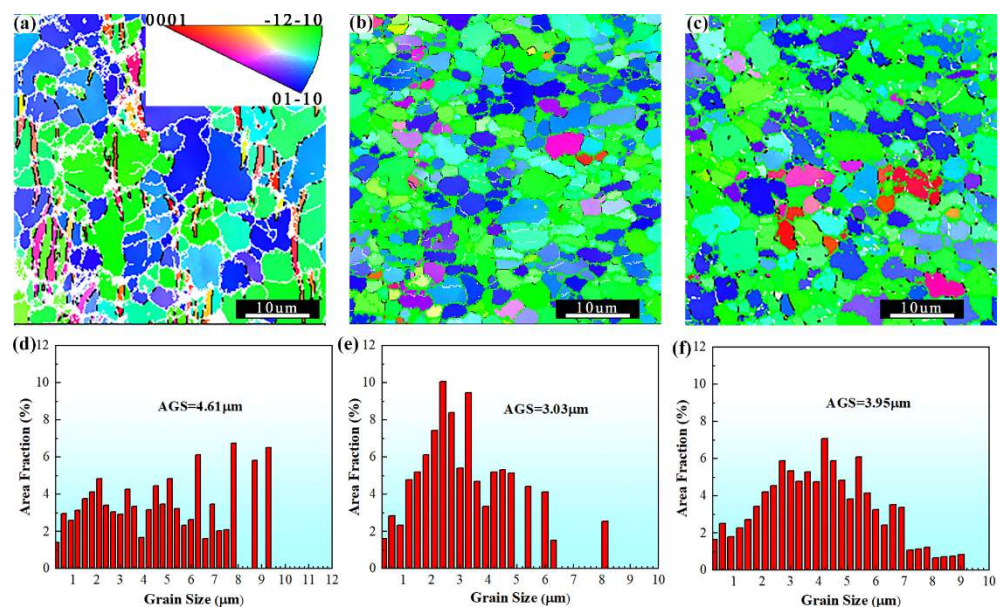 (a)
0001
-12-10
01-10
10um
(b)
10um
(c)
10um
(d)
12
10
8
6
4
2
0
Area Fraction (%)
AGS=4.61μm
1 2 3 4 5 6 7 8 9 10 11 12
Grain Size (μm)
(e)
12
10
8
6
4
2
0
Area Fraction (%)
AGS=3.03μm
1 2 3 4 5 6 7 8 9 10
Grain Size (μm)
(f)
12
10
8
6
4
2
0
Area Fraction (%)
AGS=3.95μm
1 2 3 4 5 6 7 8 9 10
Grain Size (μm)